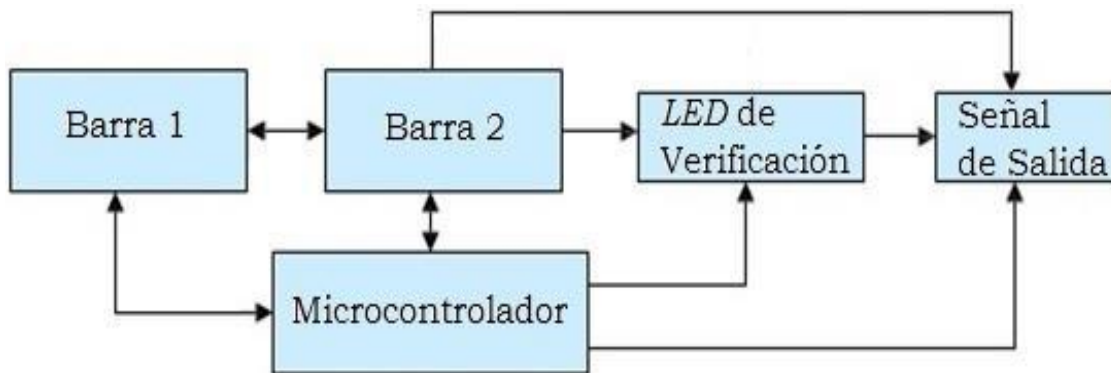 Barra 1
Barra 2
LED de
Verificación
Señal
de Salida
Microcontrolador